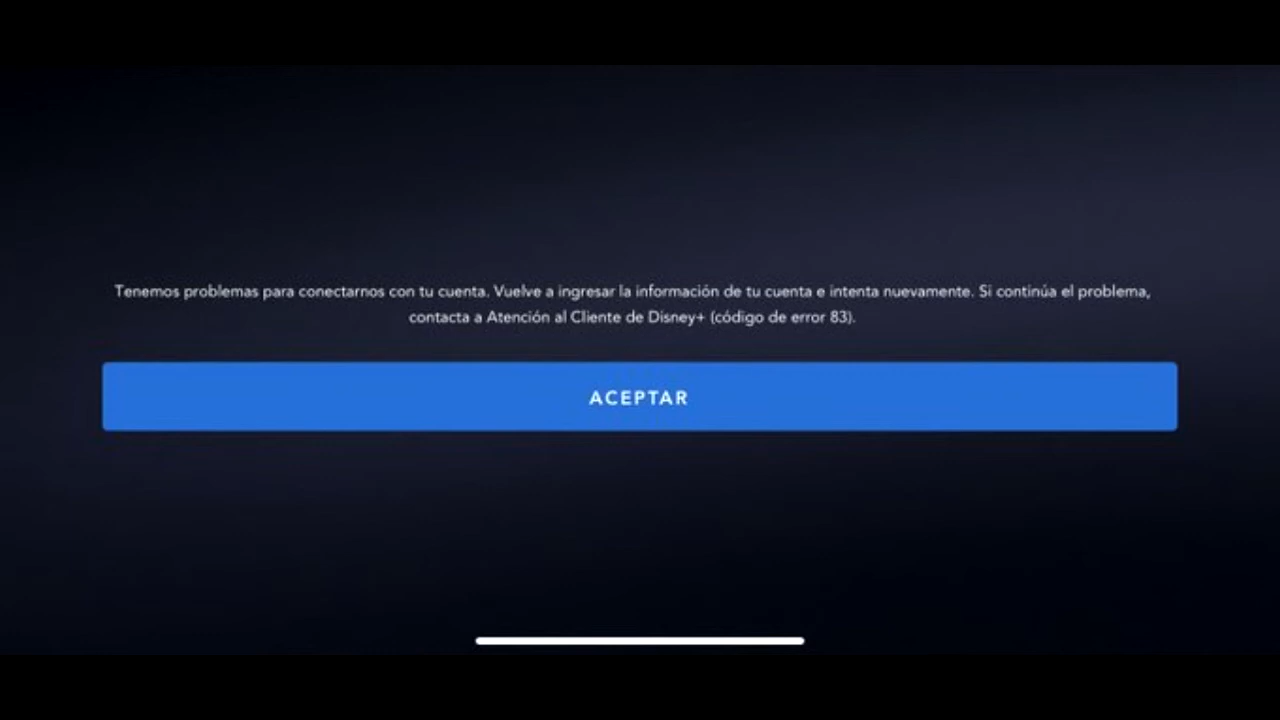 Tenemos problemas para conectarnos con tu cuenta. Vuelve a ingresar la información de tu cuenta e intenta nuevamente. Si continúa el problema,
contacta a Atención al Cliente de Disney+ (código de error 83).
ACEPTAR